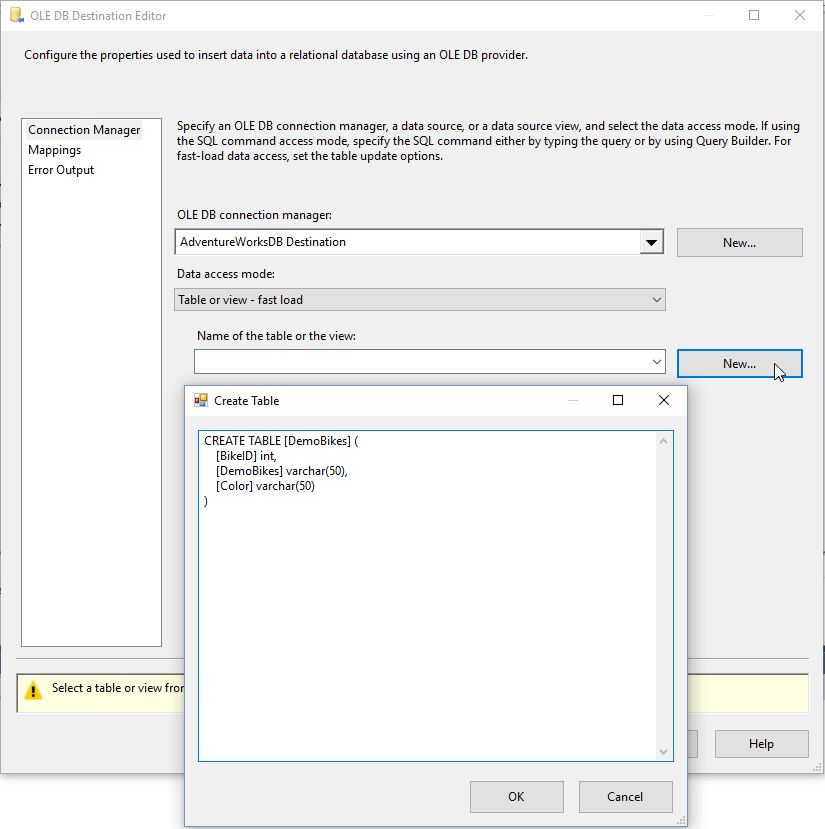 OLE DB Destination Editor
Configure the properties used to insert data into a relational database using an OLE DB provider.
Connection Manager
Mappings
Error Output
Specify an OLE DB connection manager, a data source, or a data source view, and select the data access mode. If using
the SQL command access mode, specify the SQL command either by typing the query or by using Query Builder. For
fast-load data access, set the table update options.
OLE DB connection manager:
AdventureWorksDB Destination
New...
Data access mode:
Table or view - fast load
Name of the table or the view:
New...
Create Table
CREATE TABLE [DemoBikes] (
[BikeID] int,
[DemoBikes] varchar(50),
[Color] varchar(50)
)
Select a table or view from
Help
OK
Cancel